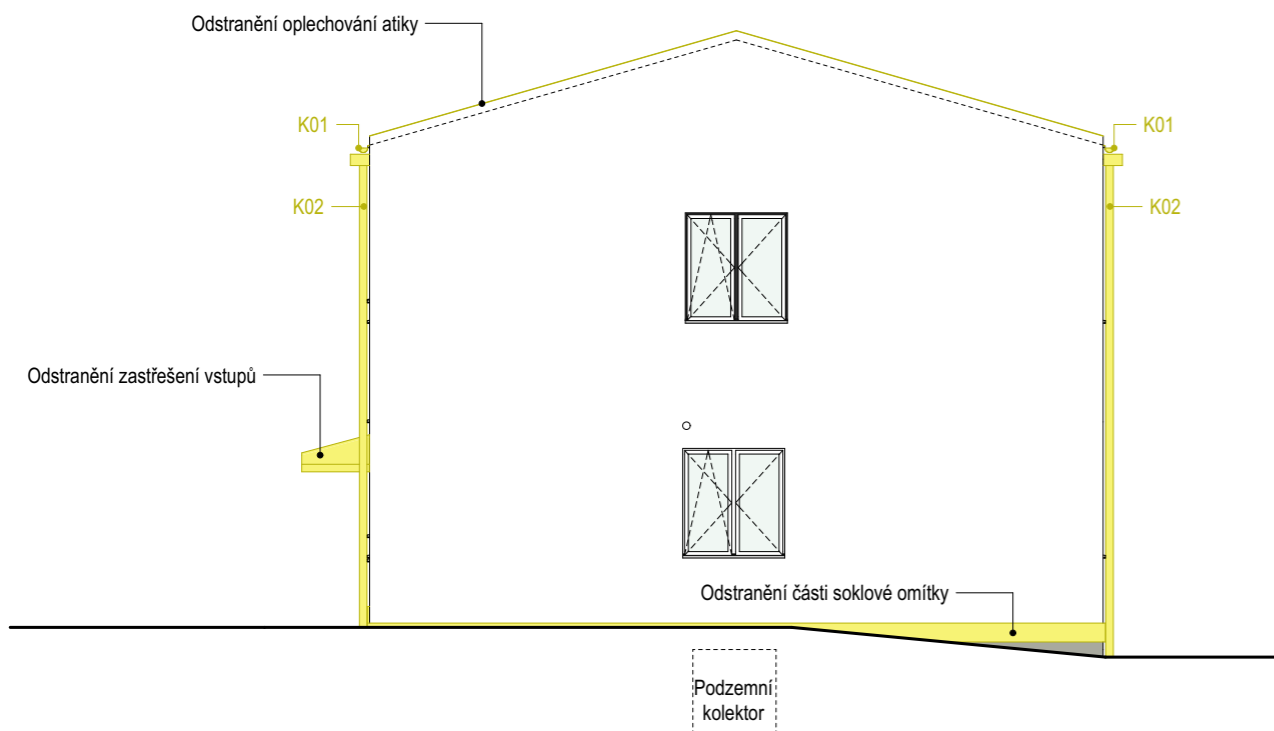 Odstranění oplechování atiky
K01
K01
K02
K02
Odstranění zastřešení vstupů
Odstranění části soklové omítky
Podzemní
kolektor